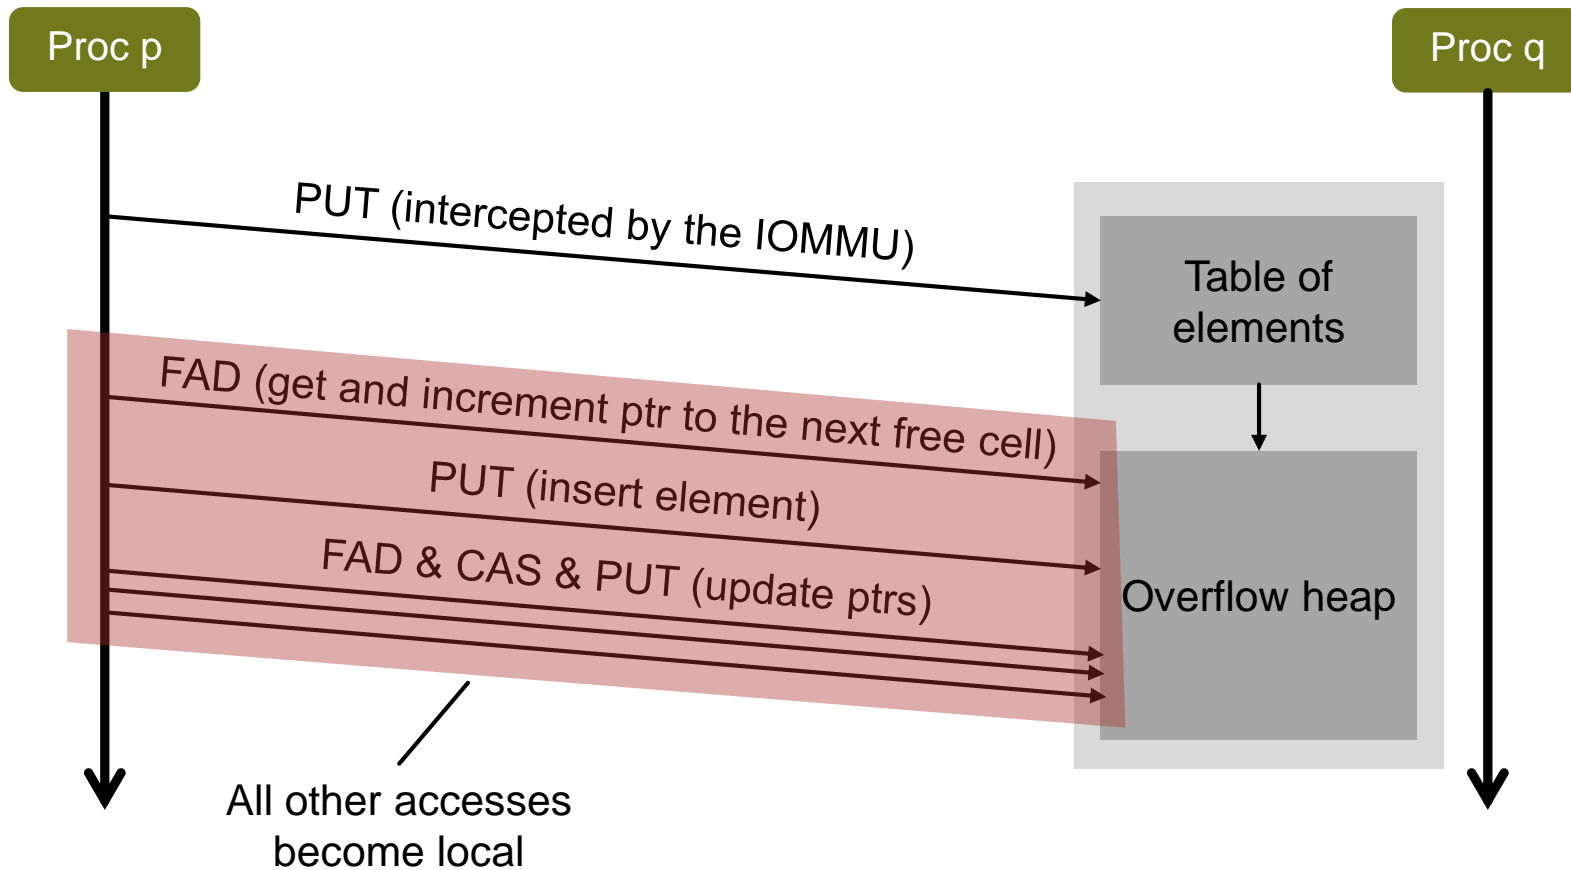 Proc p
Proc q
PUT (intercepted by the IOMMU)
Table of
elements
FAD (get and increment ptr to the next free cell)
PUT (insert element)
FAD & CAS & PUT (update ptrs)
Overflow heap
All other accesses
become local